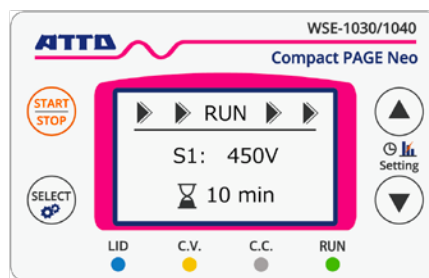 ATTO
WSE-1030/1040
Compact PAGE Neo
START
STOP
RUN
S1: 450V
10 min
Setting
SELECT
LID C.V. C.C. RUN